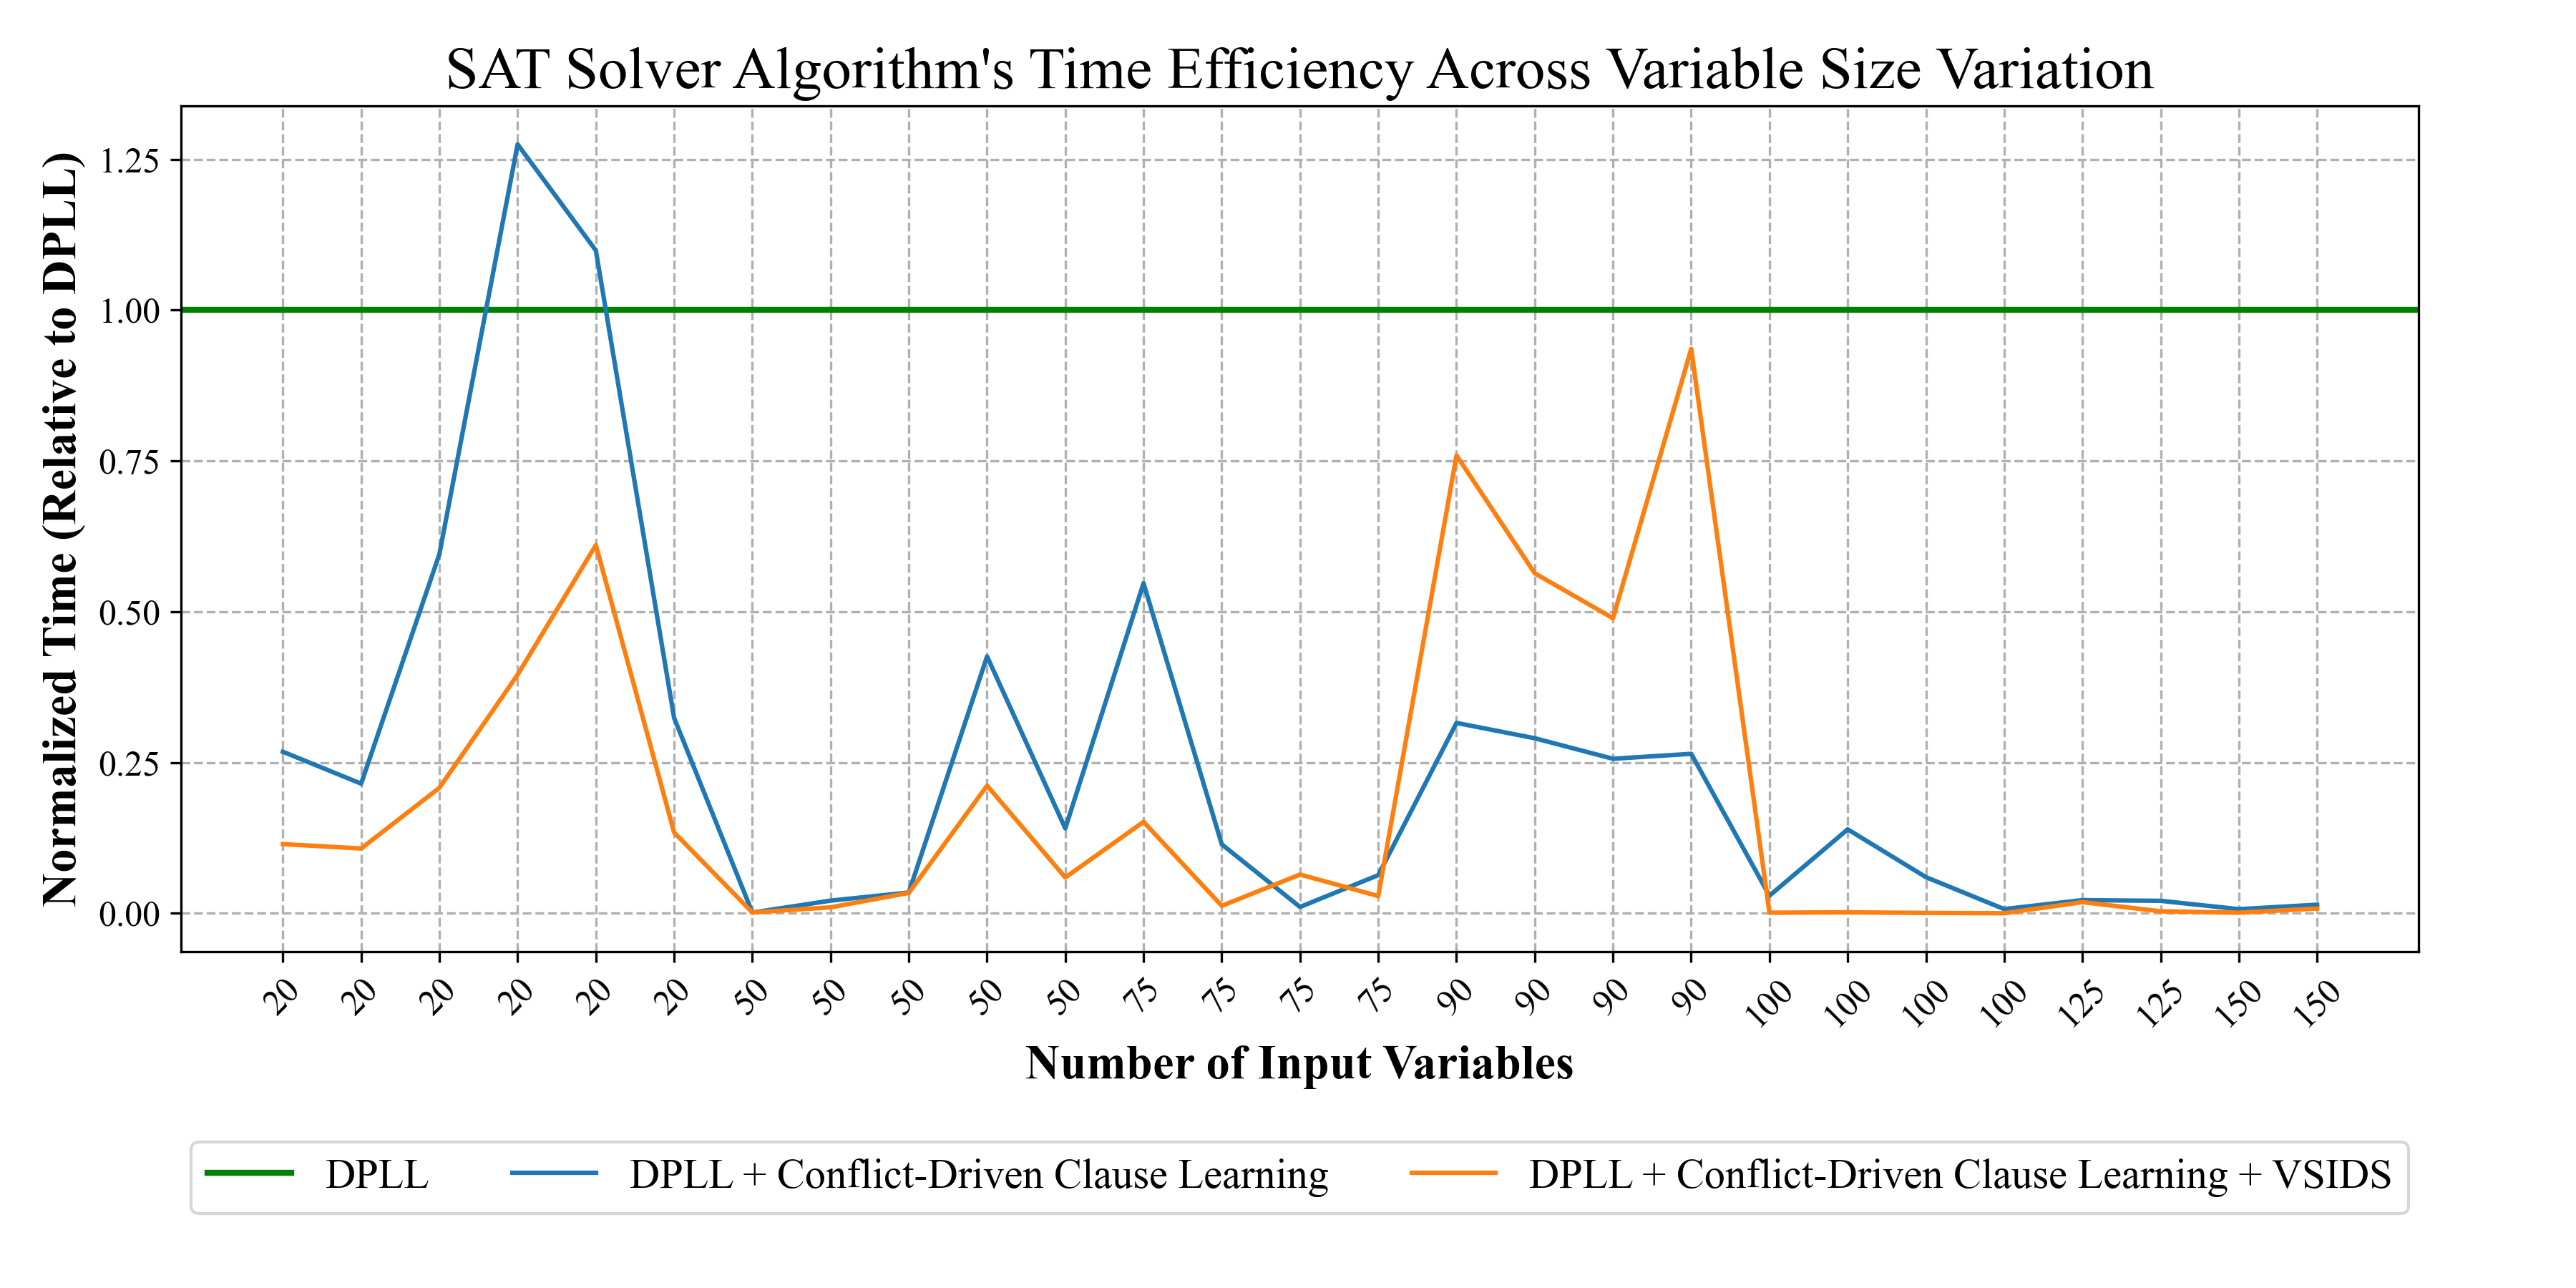 SAT Solver Algorithm's Time Efficiency Across Variable Size Variation
Normalized Time (Relative to DPLL)
1.25
1.00
0.75
0.50
0.25
0.00
20 20 20 20 20 20 50 50 50 50 50 75 75 75 75 90 90 90 90 100 100 100 100 125 125 150 150
Number of Input Variables
DPLL DPLL + Conflict-Driven Clause Learning DPLL + Conflict-Driven Clause Learning + VSIDS